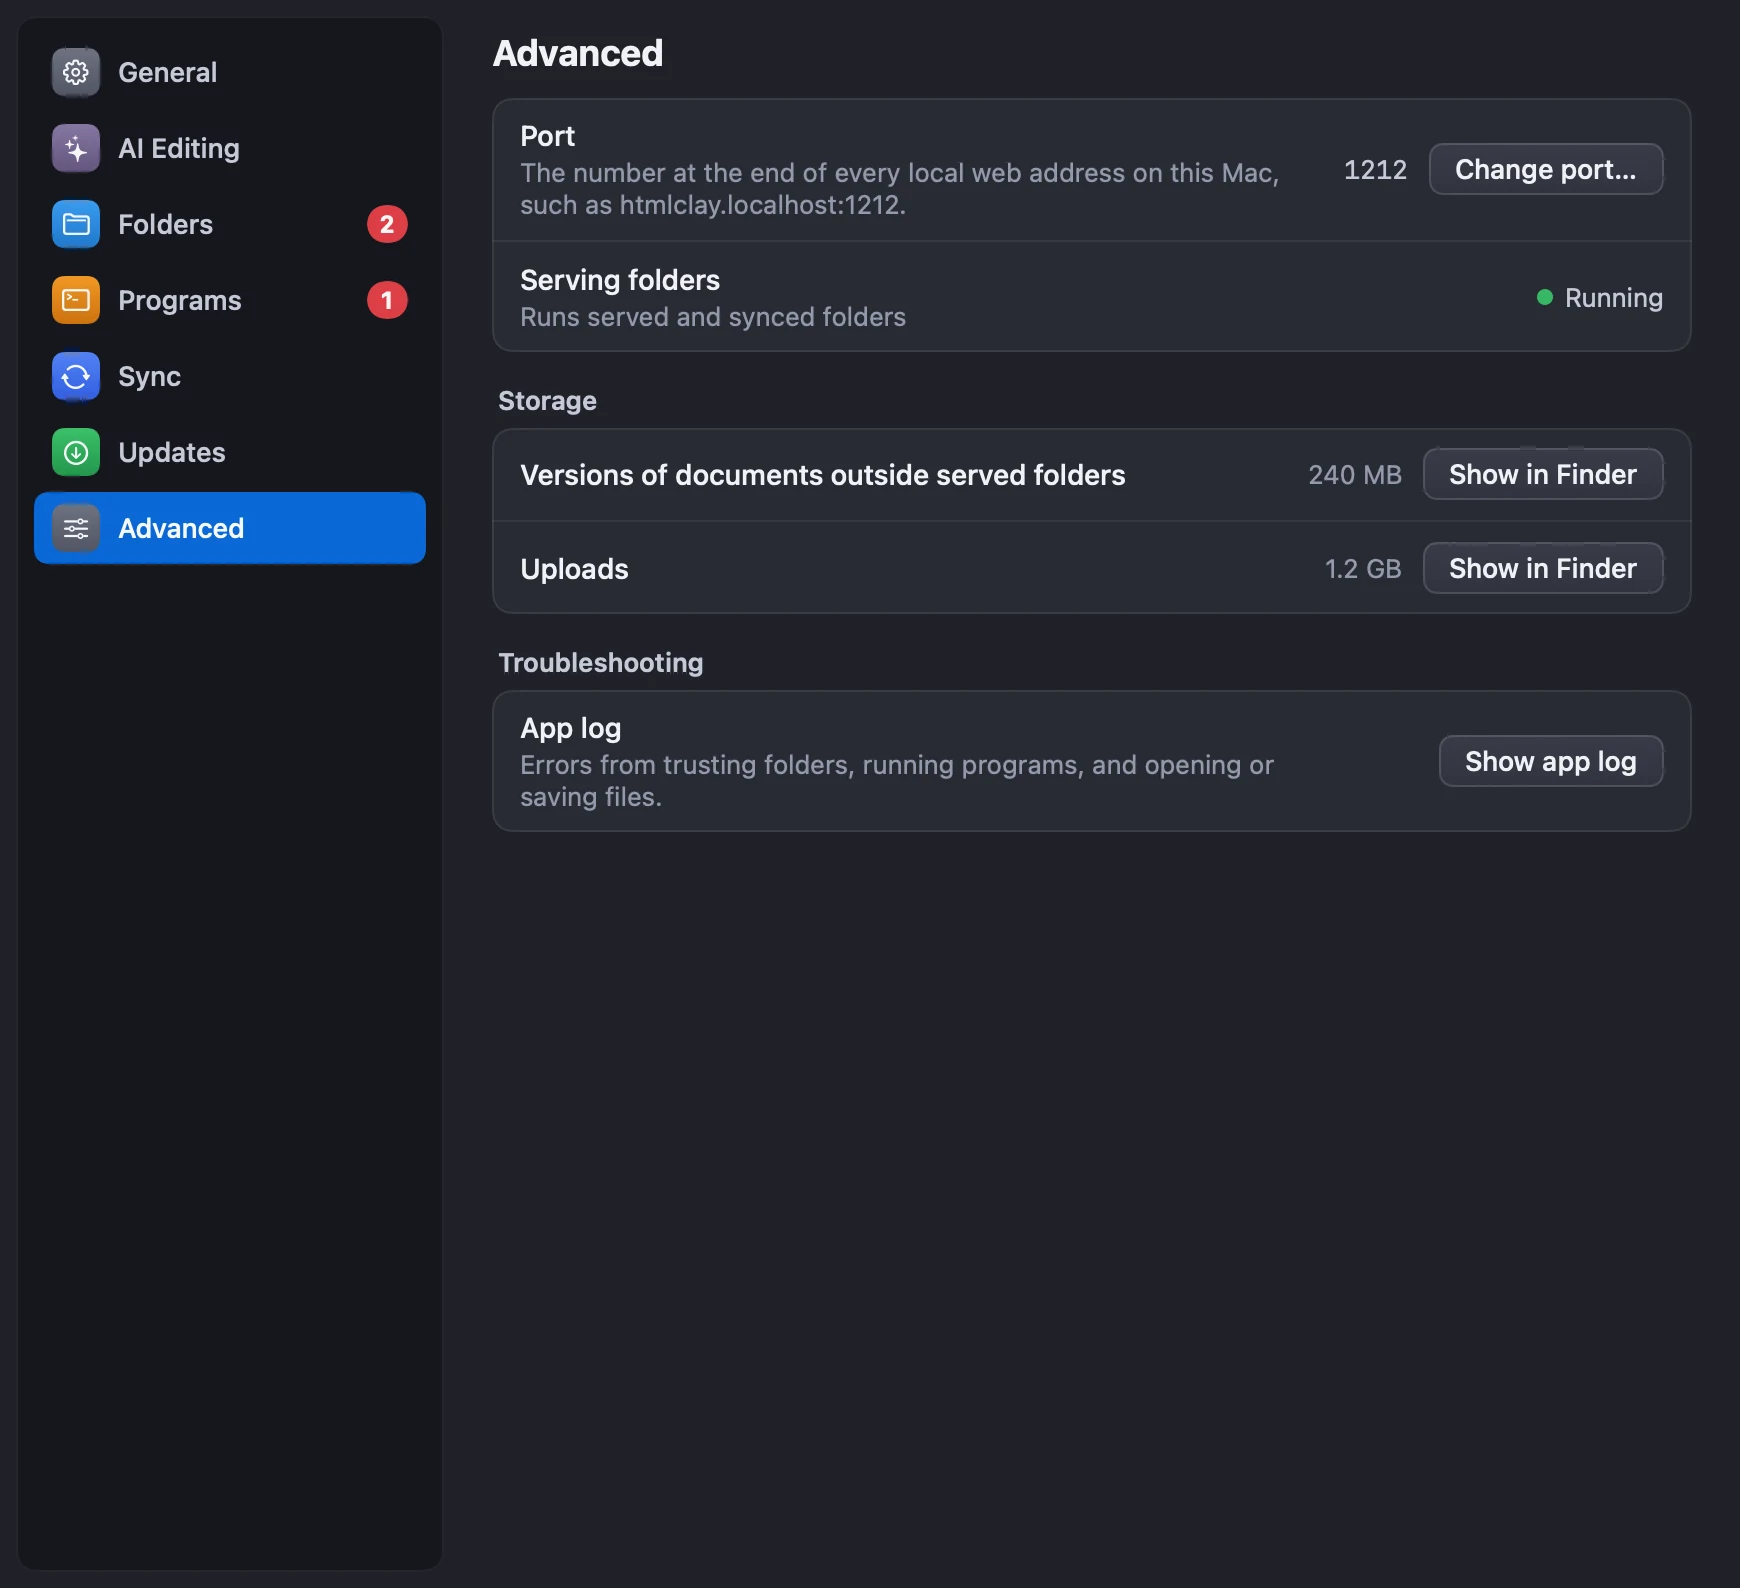 General
AI Editing
Folders
2
Programs
1
Sync
Updates
Advanced
Advanced
Port
The number at the end of every local web address on this Mac,
such as htmlclay.localhost:1212.
1212
Change port...
Serving folders
Runs served and synced folders
Running
Storage
Versions of documents outside served folders
240 MB
Show in Finder
Uploads
1.2 GB
Show in Finder
Troubleshooting
App log
Errors from trusting folders, running programs, and opening or
saving files.
Show app log